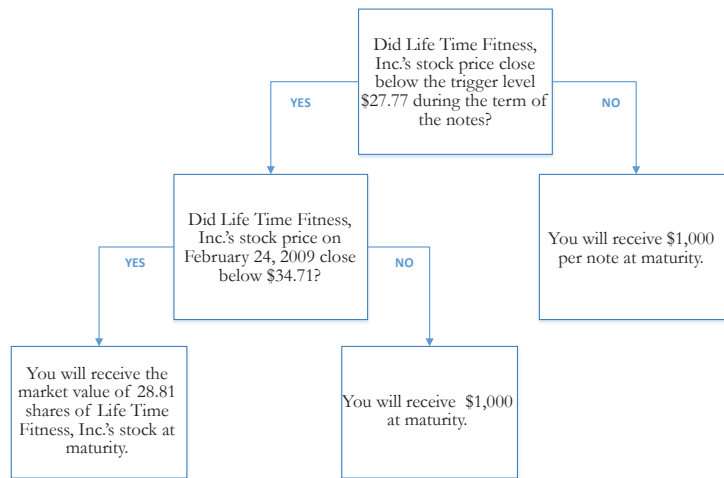 Did Life Time Fitness,
Inc.'s stock price close
below the trigger level
$27.77 during the term of
the notes?
YES
NO
Did Life Time Fitness,
Inc.'s stock price on
February 24, 2009 close
below $34.71?
You will receive $1,000
per note at maturity.
YES
NO
You will receive the
market value of 28.81
shares of Life Time
Fitness, Inc.'s stock at
maturity.
You will receive $1,000
at maturity.